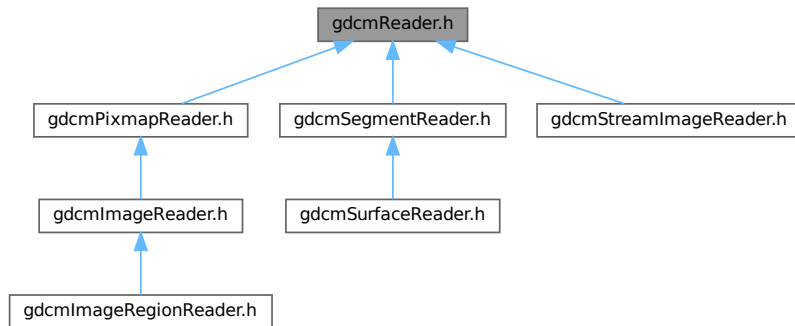 gdcmReader.h
gdcmPixmapReader.h
gdcmSegmentReader.h
gdcmStreamImageReader.h
gdcmImageReader.h
gdcmSurfaceReader.h
gdcmImageRegionReader.h